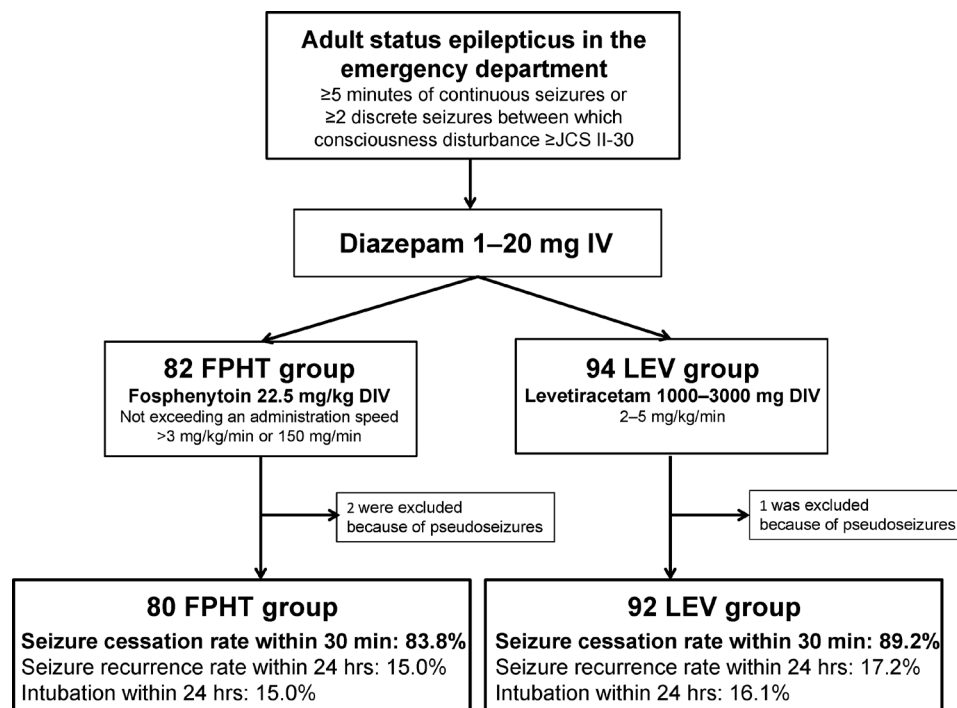 Adult status epilepticus in the
emergency department
≥5 minutes of continuous seizures or
≥2 discrete seizures between which
consciousness disturbance ≥JCS II-30
Diazepam 1–20 mg IV
82 FPHT group
Fosphenytoin 22.5 mg/kg DIV
Not exceeding an administration speed
>3 mg/kg/min or 150 mg/min
94 LEV group
Levetiracetam 1000–3000 mg DIV
2–5 mg/kg/min
2 were excluded
because of pseudoseizures
1 was excluded
because of pseudoseizures
80 FPHT group
Seizure cessation rate within 30 min: 83.8%
Seizure recurrence rate within 24 hrs: 15.0%
Intubation within 24 hrs: 15.0%
92 LEV group
Seizure cessation rate within 30 min: 89.2%
Seizure recurrence rate within 24 hrs: 17.2%
Intubation within 24 hrs: 16.1%